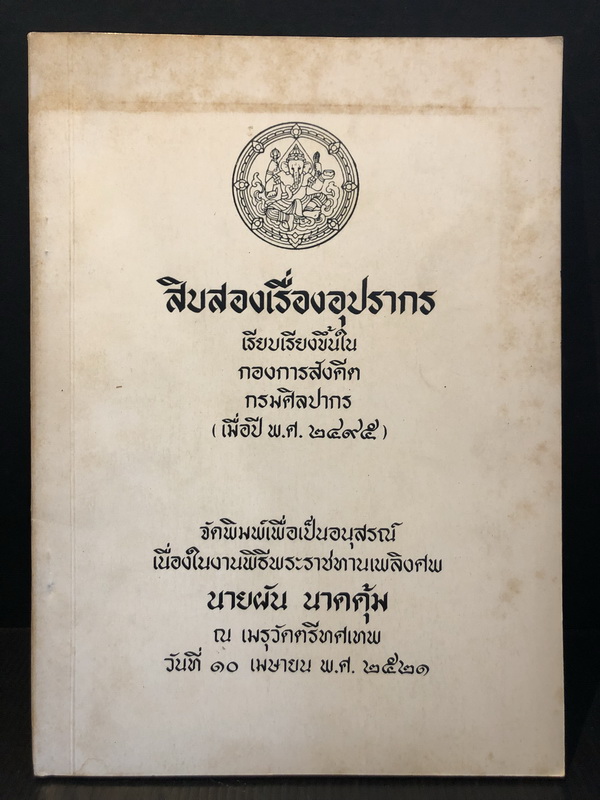 สิบสองเรื่องอุปรากร
เรียบเรียงขึ้นใน
กองการสังคีต
กรมศิลปากร
(เมื่อปี พ.ศ. ๒๔๙๕)
จัดพิมพ์เพื่อเป็นอนุสรณ์
เนื่องในงานพิธีพระราชทานเพลิงศพ
นายผัน นาคคุ้ม
ณ เมรุวัดตรีทศเทพ
วันที่ ๑๐ เมษายน พ.ศ. ๒๕๒๑